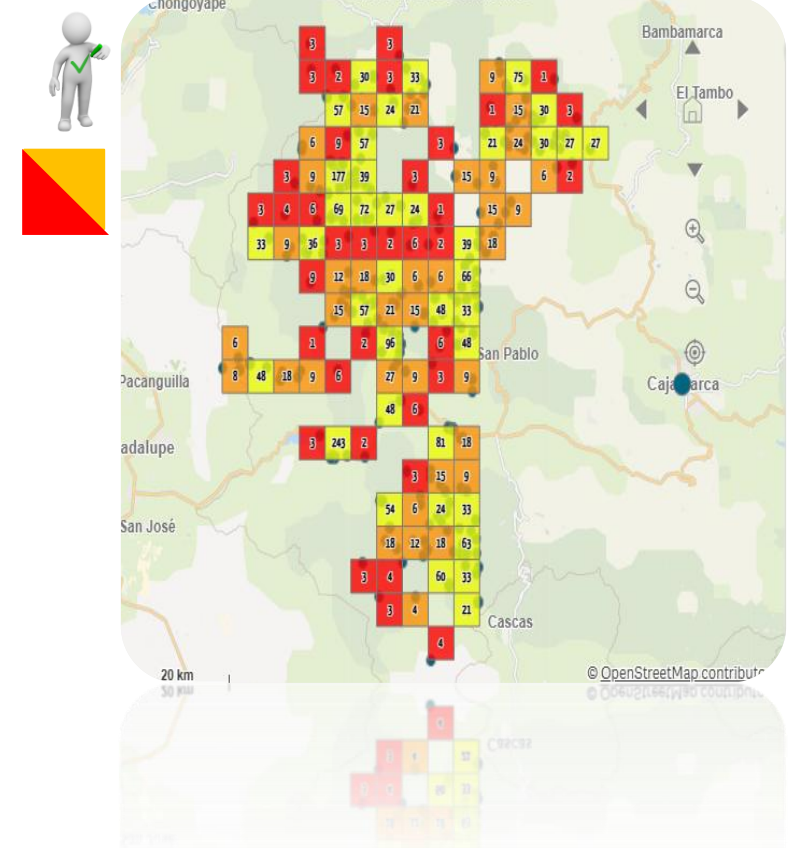 Chongoyape
Bambamarca
El Tambo
3 3
3 2 30 3 33 9 75 1
57 15 24 21 1 15 30 3
6 9 57 3 21 24 30 27 27
3 9 177 39 3 15 9 6 2
3 4 6 69 72 27 24 1 15 9
33 9 36 3 3 2 6 2 39 18
9 12 18 30 6 6 66
15 57 21 15 48 33
6 1 2 96 6 48
San Pablo
Pacanguilla 8 48 18 9 6 27 9 3 9
48 6
3 243 2 81 18
adalupe
3 15 9
54 6 24 33
San José
18 12 18 63
3 4 60 33
3 4 21
Cascas
4
20 km
© OpenStreetMap contributo